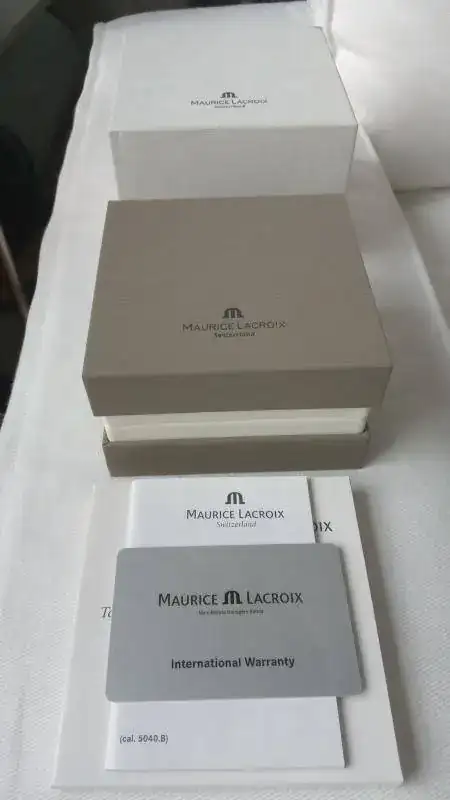 MAURICE LACROIX
Switzerland
MAURICE LACROIX
Switzerland
MAURICE LACROIX
Switzerland
OIX
MAURICE LACROIX
International Warranty
(cal. 5040.B)